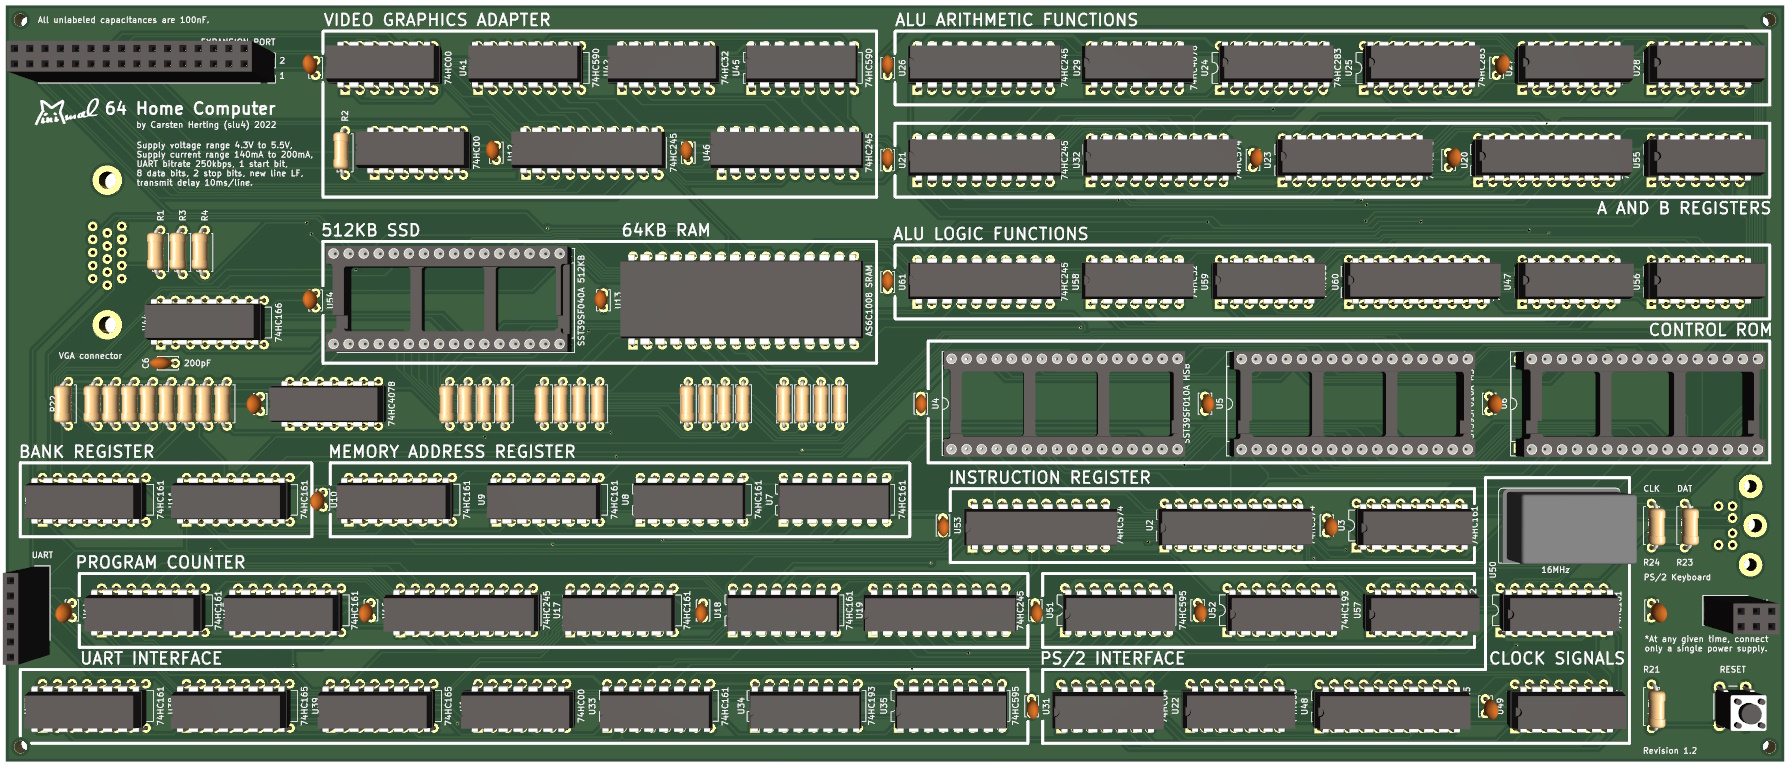 All unlabeled capacitances are 100nF.
VIDEO GRAPHICS ADAPTER
ALU ARITHMETIC FUNCTIONS
2
1
74HC00
U41
74HC590
74HC32
U45
74HC590
U26
74HC245
U29
U24
74HC283
U25
U28
Minimal 64 Home Computer
by Carsten Herting (slu4) 2022
Supply voltage range 4.3V to 5.5V,
Supply current range 140mA to 200mA,
UART bitrate 250kbps, 1 start bit,
8 data bits, 2 stop bits, new line LF,
transmit delay 10ms/line.
R2
74HC00
74HC245
U46
74HC245
U21
74HC245
U32
U23
U20
U55
A AND B REGISTERS
R1
R3
R4
512KB SSD
64KB RAM
ALU LOGIC FUNCTIONS
U54
SST39SF040A 512KB
AS6C1008 SRAM
U61
74HC245
U58
U59
U60
U47
U56
74HC166
CONTROL ROM
VGA connector
C6
200pF
R22
74HC4078
U4
SST39SF010A HSB
U5
U6
BANK REGISTER
MEMORY ADDRESS REGISTER
INSTRUCTION REGISTER
74HC161
74HC161
U10
74HC161
U9
74HC161
U8
74HC161
U7
74HC161
U53
74HC574
U2
U3
74HC161
CLK
DAT
16MHz
R24
R23
U50
PS/2 Keyboard
UART
PROGRAM COUNTER
74HC161
74HC161
74HC245
U17
74HC161
U18
74HC161
U19
74HC245
U51
74HC595
U52
74HC193
U57
*At any given time, connect
only a single power supply.
UART INTERFACE
PS/2 INTERFACE
CLOCK SIGNALS
R21
RESET
74HC161
74HC165
U39
74HC165
74HC00
U33
74HC161
U34
74HC193
U35
74HC595
U31
U22
U48
U49
Revision 1.2